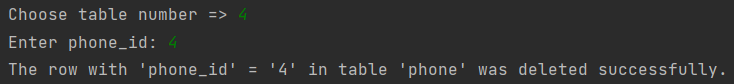 Choose table number => 4
Enter phone_id: 4
The row with 'phone_id' = '4' in table 'phone' was deleted successfully.